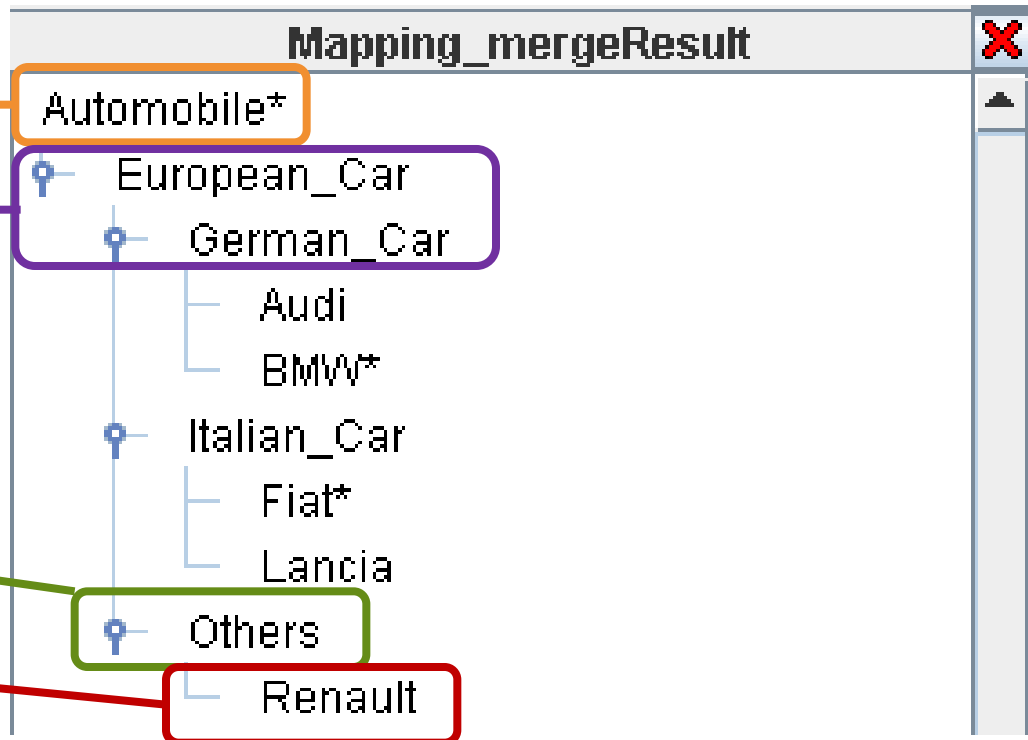 Mapping_mergeResult
Automobile*
European_Car
German_Car
Audi
BMW*
Italian_Car
Fiat*
Lancia
Others
Renault